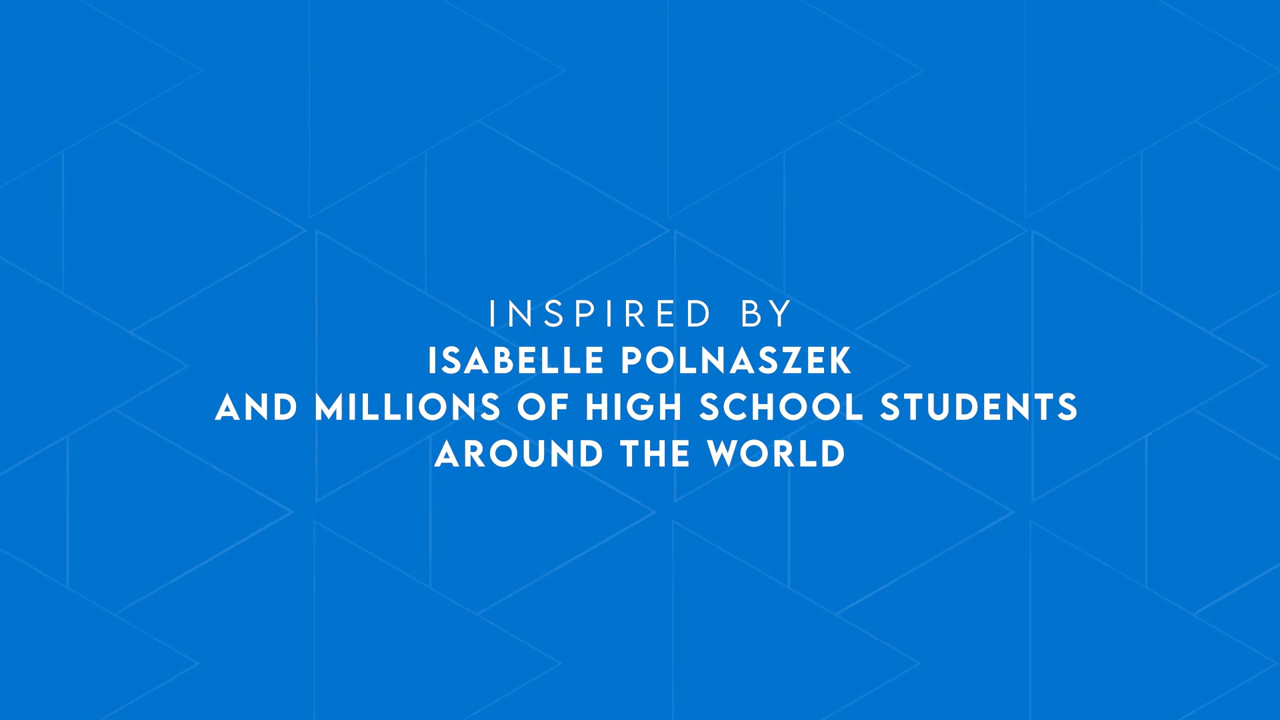 INSPIRED BY
ISABELLE POLNASZEK
AND MILLIONS OF HIGH SCHOOL STUDENTS
AROUND THE WORLD